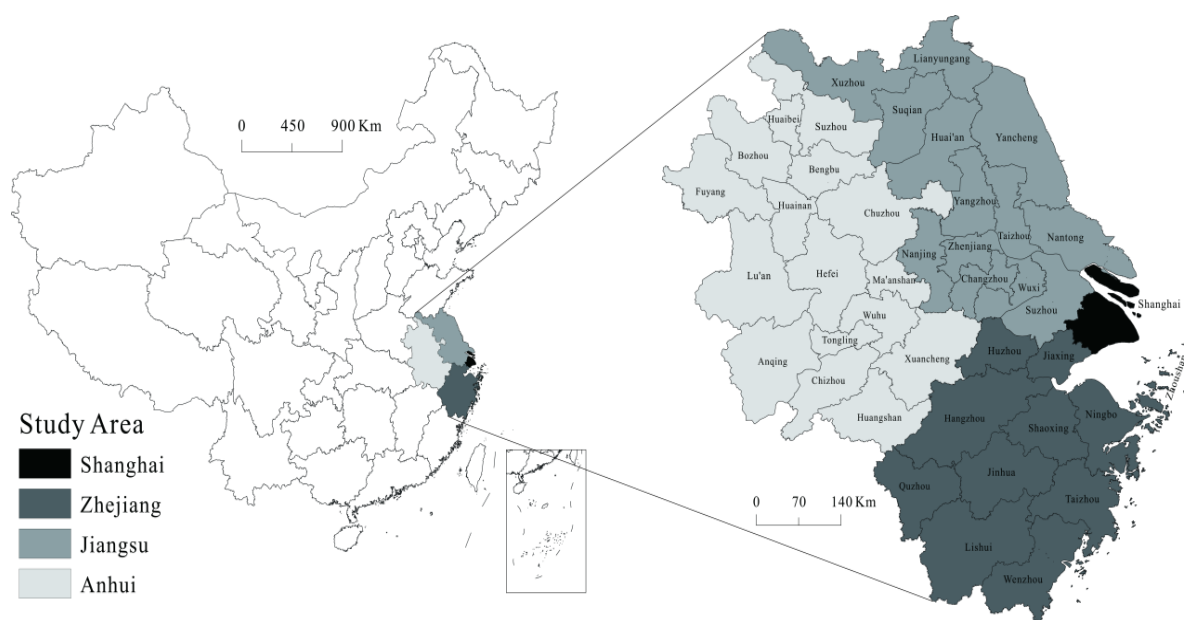 0 450 900 Km
Study Area
Shanghai
Zhejiang
Jiangsu
Anhui
Lianyungang
Xuzhou
Suqian
Huaibei
Suzhou
Huai'an
Yancheng
Bozhou
Bengbu
Fuyang
Huainan
Chuzhou
Yangzhou
Taizhou
Nantong
Zhenjiang
Nanjing
Lu'an
Hefei
Ma'anshan
Changzhou
Wuxi
Shanghai
Suzhou
Wuhu
Tongling
Xuancheng
Huzhou
Jiaxing
Anqing
Chizhou
Zhoushan
Huangshan
Hangzhou
Ningbo
Shaoxing
Jinhua
Quzhou
Taizhou
0 70 140 Km
Lishui
Wenzhou